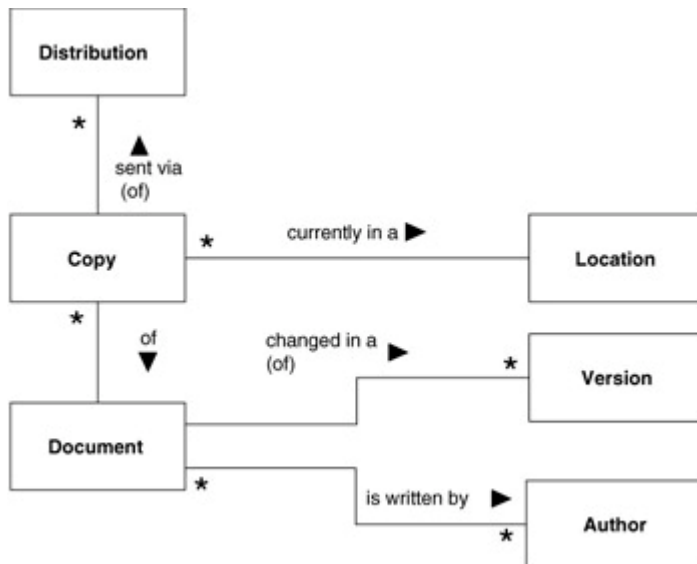 Distribution
*
▲
sent via
(of)
Copy
*
currently in a ►
Location
*
of
▼
changed in a ►
(of)
*
Version
Document
*
is written by ►
*
Author